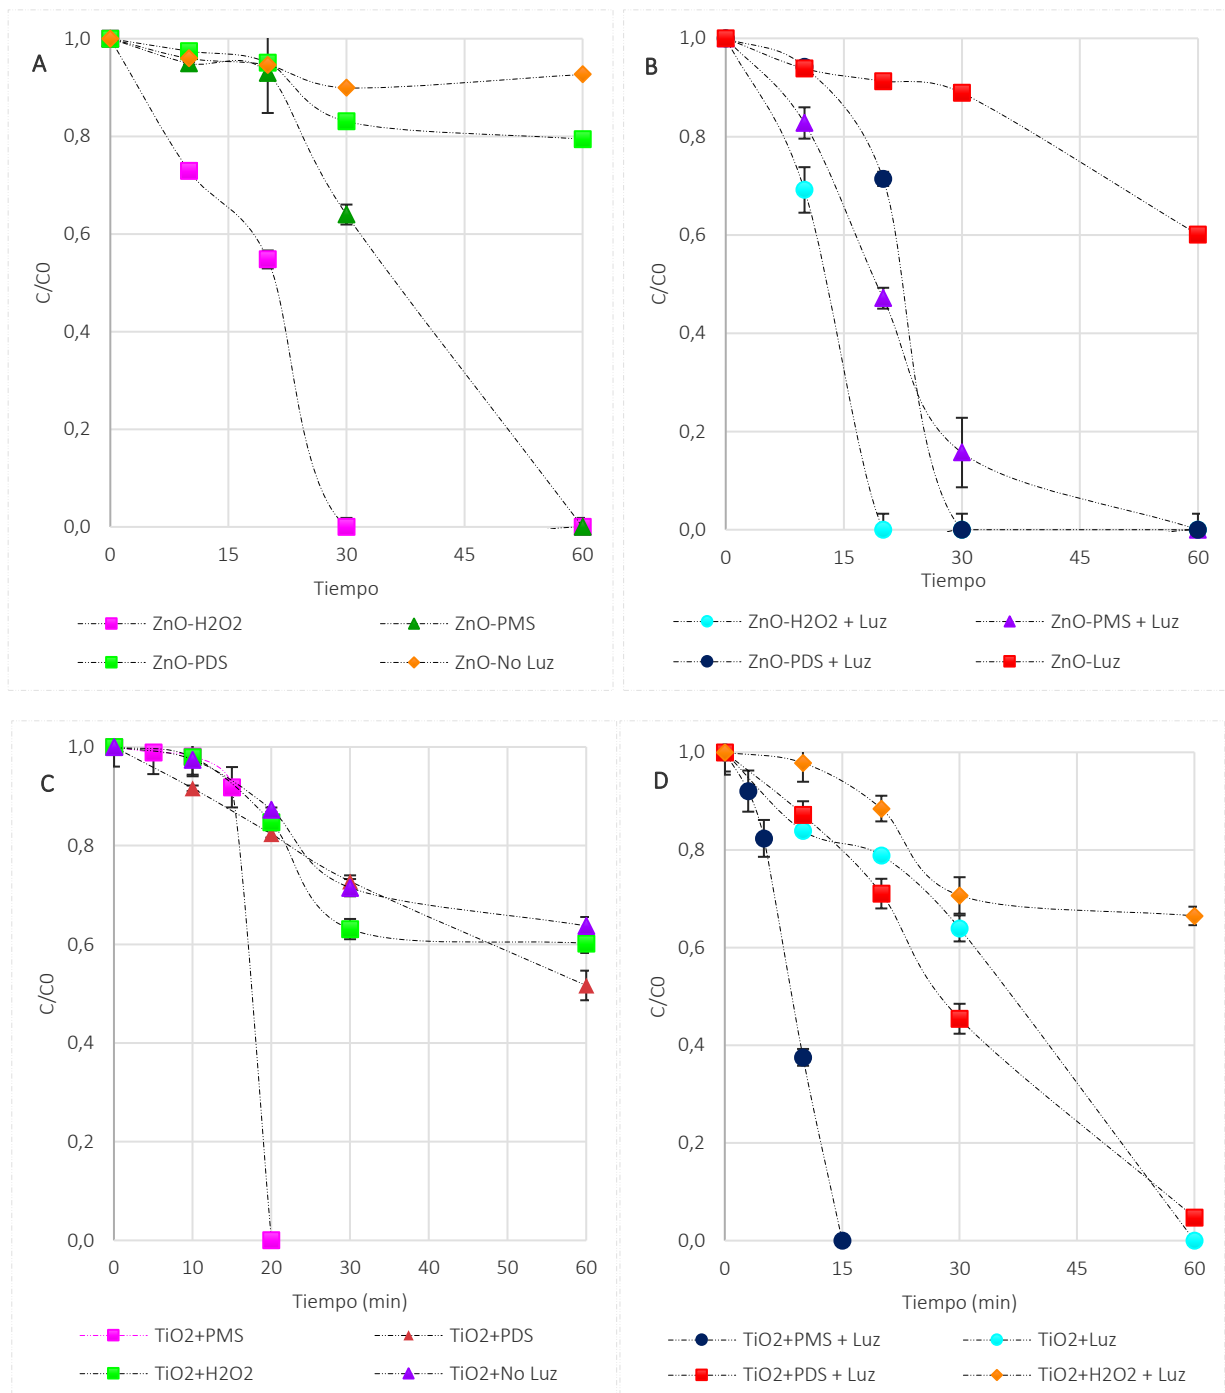 A
1,0
0,8
0,6
0,4
0,2
0,0
C/C0
0 15 30 45 60
Tiempo
ZnO-H2O2 ZnO-PMS
ZnO-PDS ZnO-No Luz
B
1,0
0,8
0,6
0,4
0,2
0,0
C/C0
0 15 30 45 60
Tiempo
ZnO-H2O2 + Luz ZnO-PMS + Luz
ZnO-PDS + Luz ZnO-Luz
C
1,0
0,8
0,6
0,4
0,2
0,0
C/C0
0 10 20 30 40 50 60
Tiempo (min)
TiO2+PMS TiO2+PDS
TiO2+H2O2 TiO2+No Luz
D
1,0
0,8
0,6
0,4
0,2
0,0
C/C0
0 15 30 45 60
Tiempo (min)
TiO2+PMS + Luz TiO2+Luz
TiO2+PDS + Luz TiO2+H2O2 + Luz